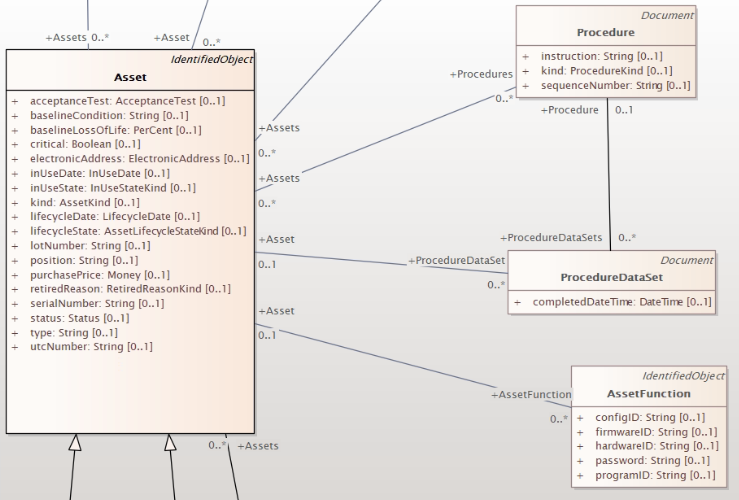 +Assets 0..*
+Asset
0..*
IdentifiedObject
Asset
+ acceptanceTest: AcceptanceTest [0..1]
+ baselineCondition: String [0..1]
+ baselineLossOfLife: PerCent [0..1]
+ critical: Boolean [0..1]
+ electronicAddress: ElectronicAddress [0..1]
+ inUseDate: InUseDate [0..1]
+ inUseState: InUseStateKind [0..1]
+ kind: AssetKind [0..1]
+ lifecycleDate: LifecycleDate [0..1]
+ lifecycleState: AssetLifecycleStateKind [0..1]
+ lotNumber: String [0..1]
+ position: String [0..1]
+ purchasePrice: Money [0..1]
+ retiredReason: RetiredReasonKind [0..1]
+ serialNumber: String [0..1]
+ status: Status [0..1]
+ type: String [0..1]
+ utcNumber: String [0..1]
0..* +Assets
+Assets
0..*
+Assets
0..*
+Asset
0..1
+Asset
0..1
+Procedures
0..*
Document
Procedure
+ instruction: String [0..1]
+ kind: ProcedureKind [0..1]
+ sequenceNumber: String [0..1]
+Procedure 0..1
+ProcedureDataSets 0..*
+ProcedureDataSet
0..*
Document
ProcedureDataSet
+ completedDateTime: DateTime [0..1]
+AssetFunction
0..*
IdentifiedObject
AssetFunction
+ configID: String [0..1]
+ firmwareID: String [0..1]
+ hardwareID: String [0..1]
+ password: String [0..1]
+ programID: String [0..1]